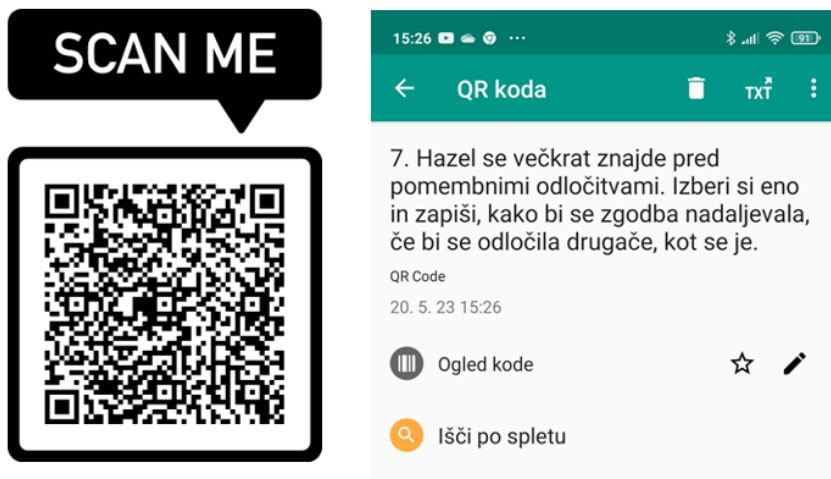 SCAN ME
15:26
91
QR koda
TXT
7. Hazel se večkrat znajde pred
pomembnimi odločitvami. Izberi si eno
in zapiši, kako bi se zgodba nadaljevala,
če bi se odločila drugače, kot se je.
QR Code
20. 5. 23 15:26
Ogled kode
Išči po spletu